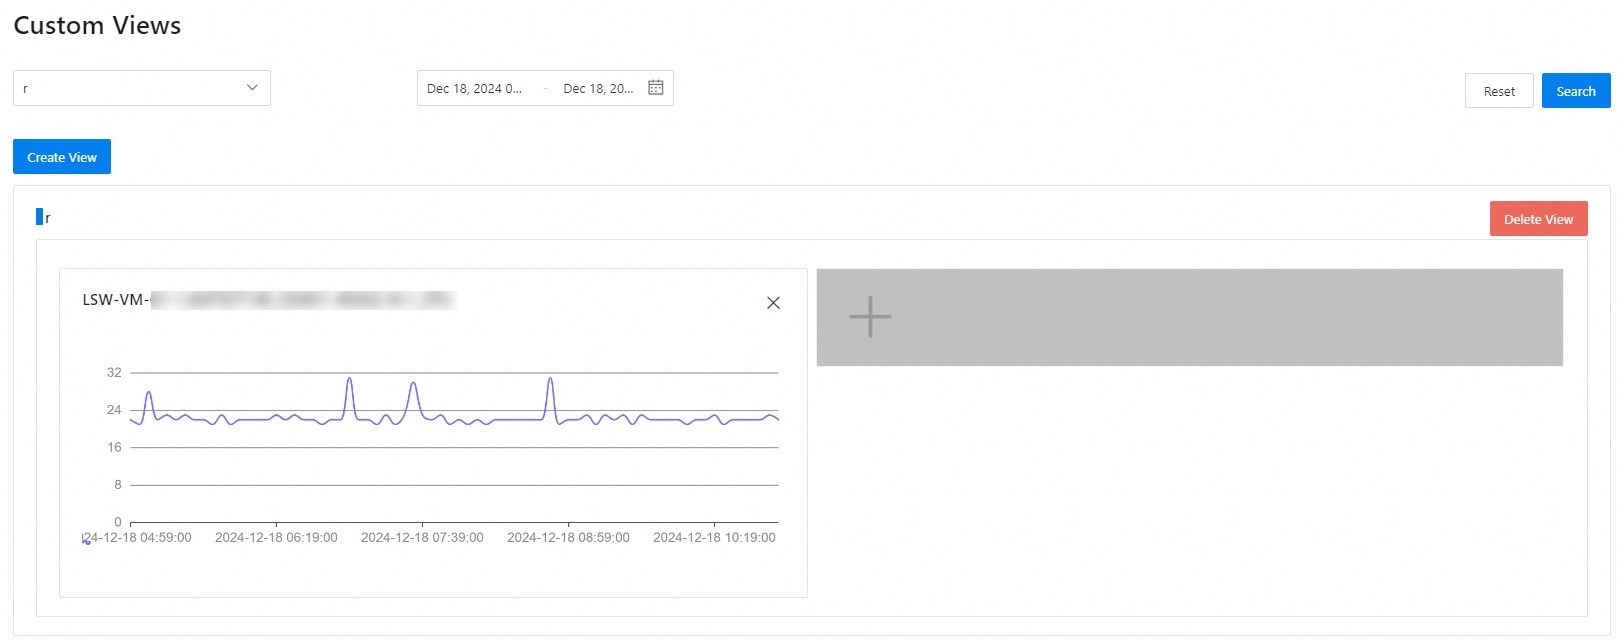 Custom Views
r
Dec 18, 2024 0... - Dec 18, 20...
Reset
Search
Create View
r
Delete View
LSW-VM-
32
24
16
8
0
24-12-18 04:59:00 2024-12-18 06:19:00 2024-12-18 07:39:00 2024-12-18 08:59:00 2024-12-18 10:19:00